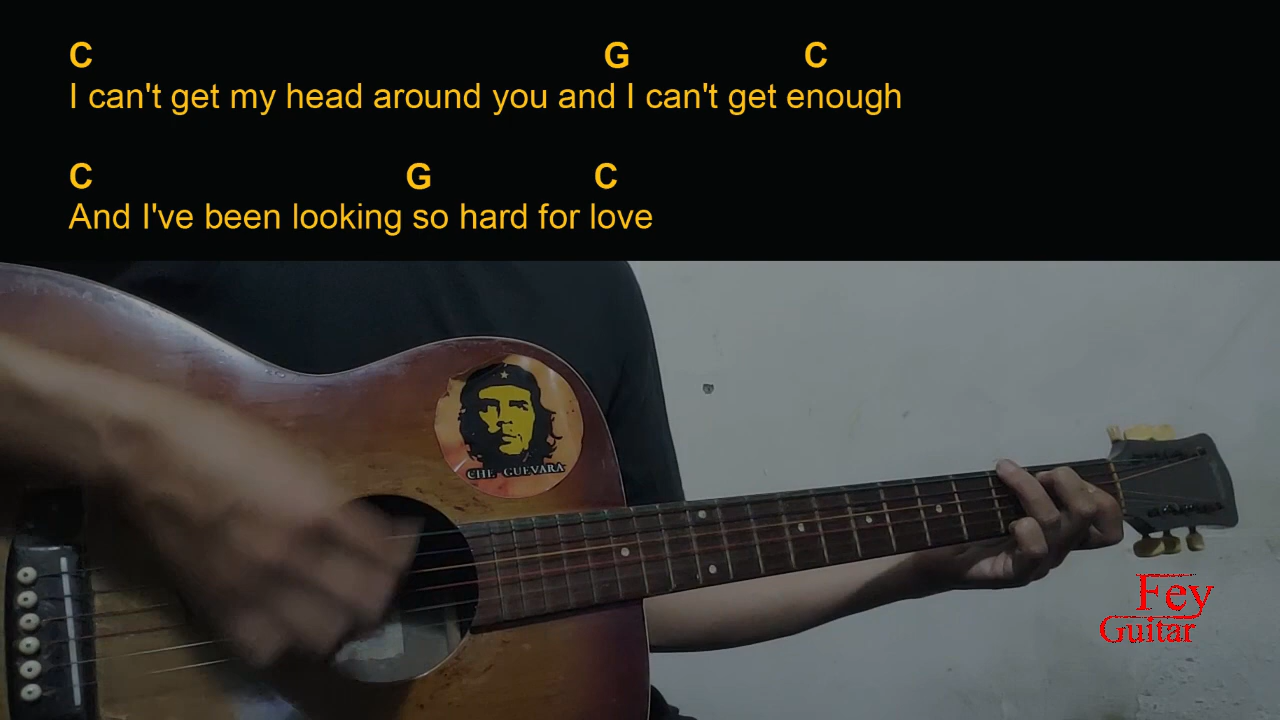 C G C
I can't get my head around you and I can't get enough
C G C
And I've been looking so hard for love
CHE GUEVARA
Fey
Guitar